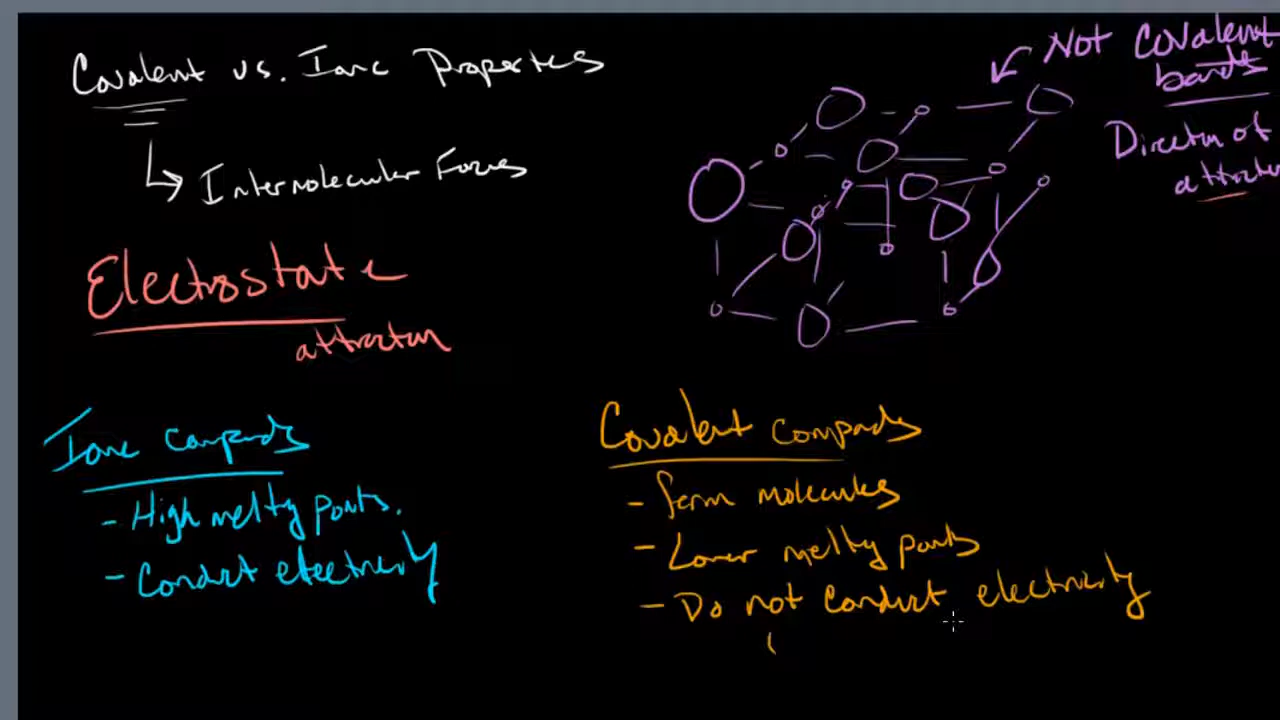 Covalent vs. Ionic Properties
Intermolecular Forces
Not Covalent
bonds
Direction of
attraction
Electrostatic
attraction
Ionic compounds
- High melting points.
- Conduct electricity
Covalent compounds
- Form molecules
- Lower melting points
- Do not conduct electricity